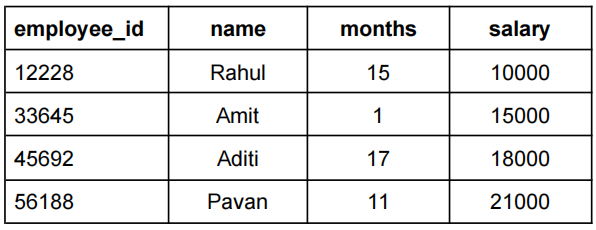 employee_id name months salary
12228 Rahul 15 10000
33645 Amit 1 15000
45692 Aditi 17 18000
56188 Pavan 11 21000